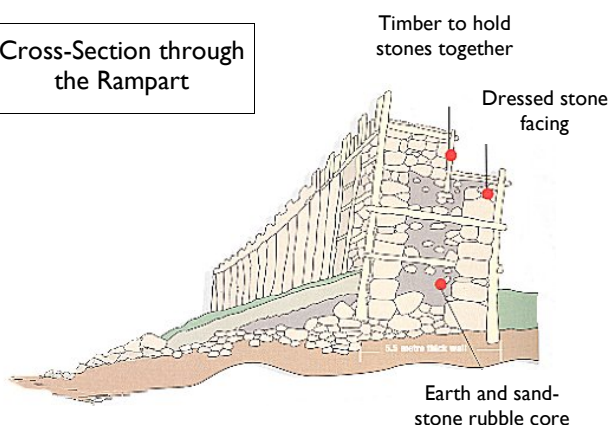 Cross-Section through
the Rampart
Timber to hold
stones together
Dressed stone
facing
5.5 metre thick wall
Earth and sand-
stone rubble core